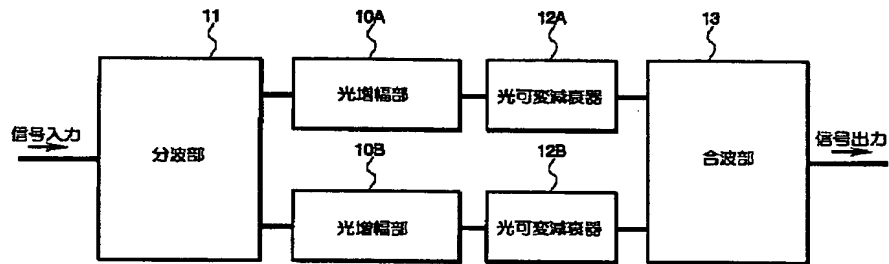 11
10A
12A
13
光増幅部
光可変減衰器
信号入力
分波部
合波部
信号出力
10B
12B
光増幅部
光可変減衰器